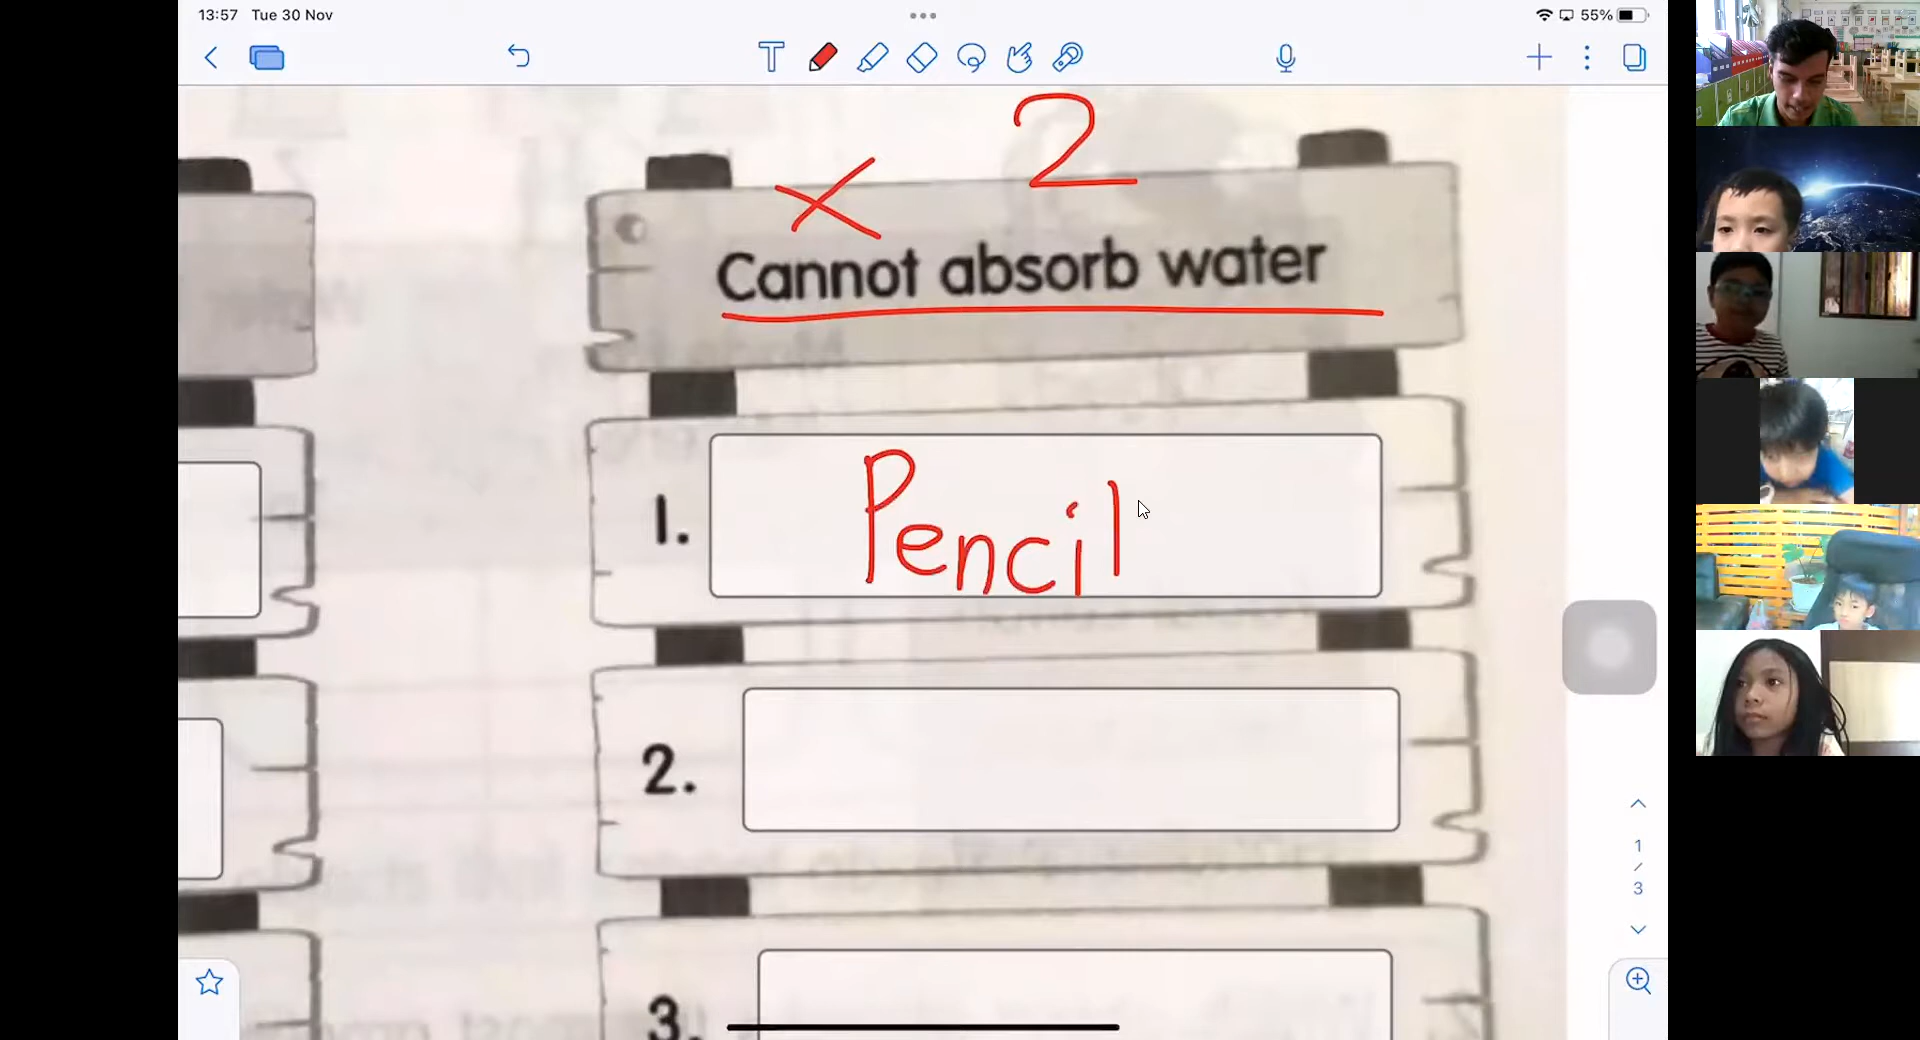 13:57 Tue 30 Nov
55%
T
2
Cannot absorb water
1. Pencil
2.
3.
1
/
3